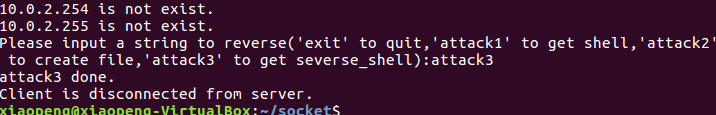 10.0.2.254 is not exist.
10.0.2.255 is not exist.
Please input a string to reverse('exit' to quit,'attack1' to get shell,'attack2'
 to create file,'attack3' to get severse_shell):attack3
attack3 done.
Client is disconnected from server.
xiaopeng@xiaopeng-VirtualBox:~/socket$